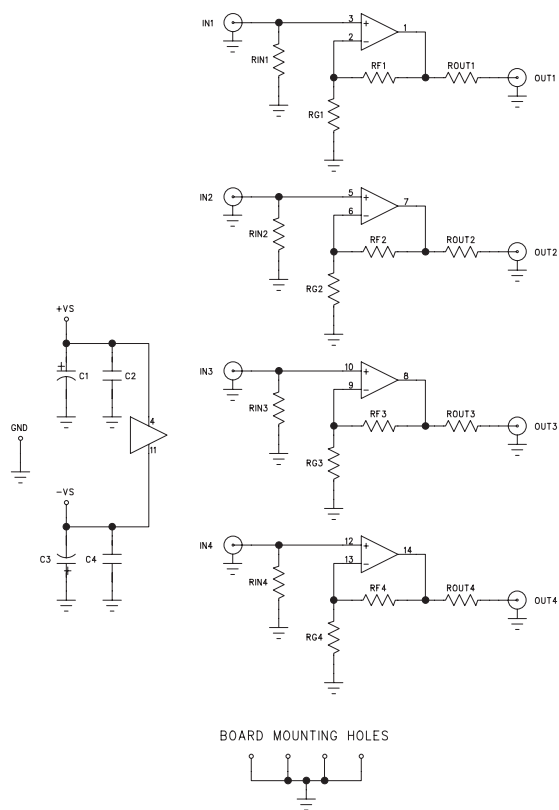 IN1
3
1
2
RIN1
RF1
ROUT1
OUT1
RG1
IN2
5
7
6
RIN2
RF2
ROUT2
OUT2
RG2
+VS
+
C1
C2
4
GND
11
-VS
C3
+
C4
IN3
10
8
9
RIN3
RF3
ROUT3
OUT3
RG3
IN4
12
14
13
RIN4
RF4
ROUT4
OUT4
RG4
BOARD MOUNTING HOLES